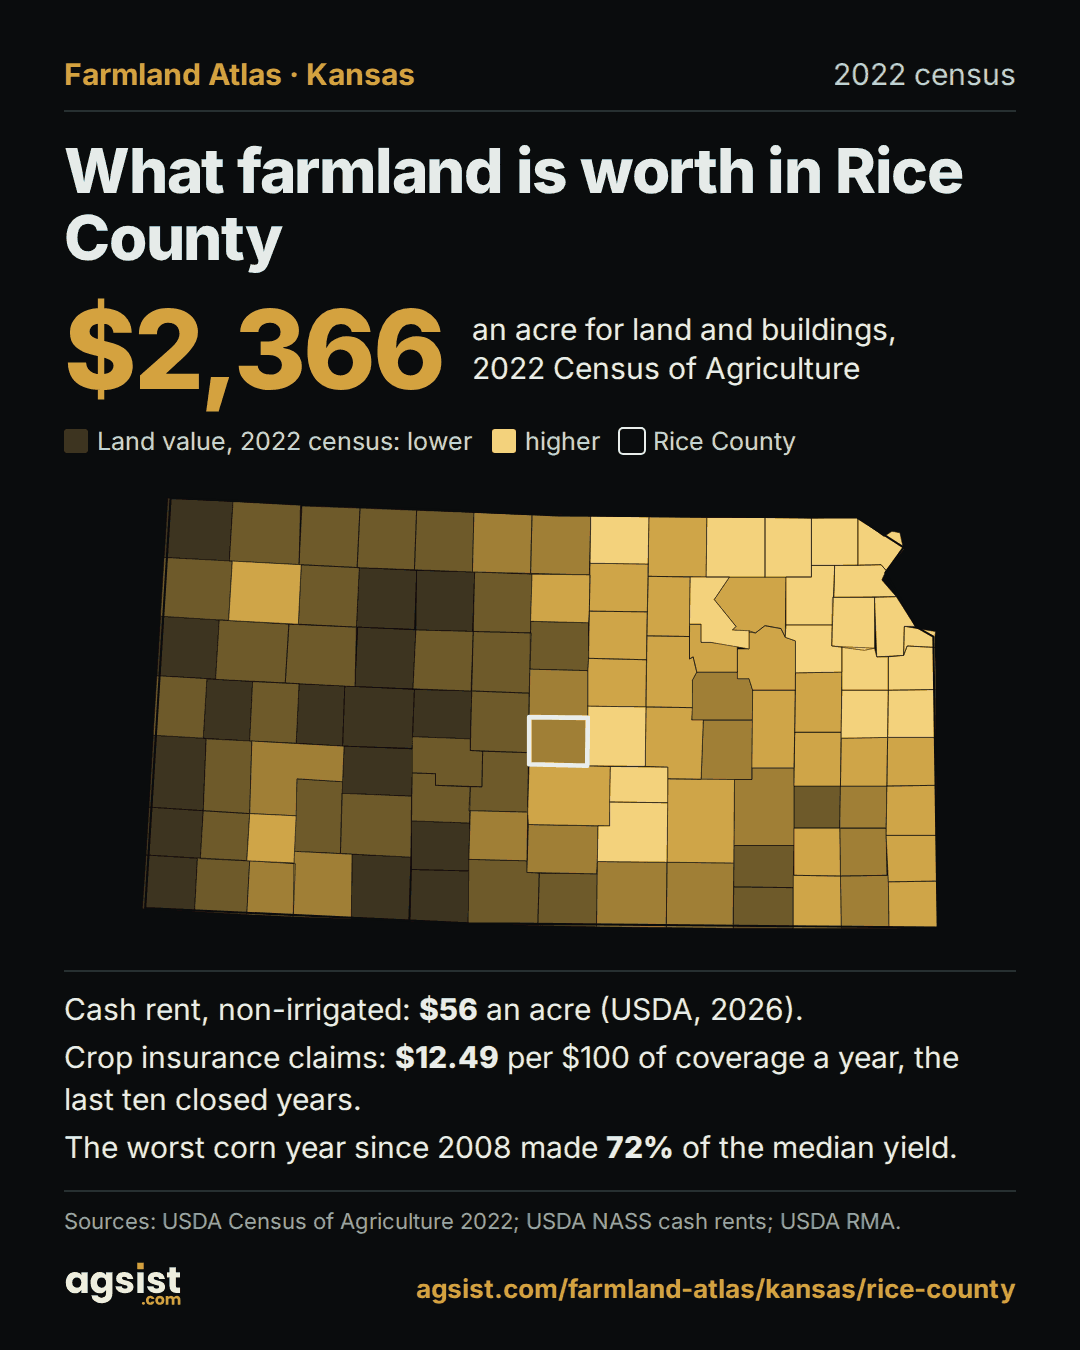 Farmland Atlas · Kansas
2022 census
What farmland is worth in Rice
County
$2,366
an acre for land and buildings,
2022 Census of Agriculture
Land value, 2022 census: lower
higher
Rice County
Cash rent, non-irrigated: $56 an acre (USDA, 2026).
Crop insurance claims: $12.49 per $100 of coverage a year, the
last ten closed years.
The worst corn year since 2008 made 72% of the median yield.
Sources: USDA Census of Agriculture 2022; USDA NASS cash rents; USDA RMA.
agsist
.com
agsist.com/farmland-atlas/kansas/rice-county